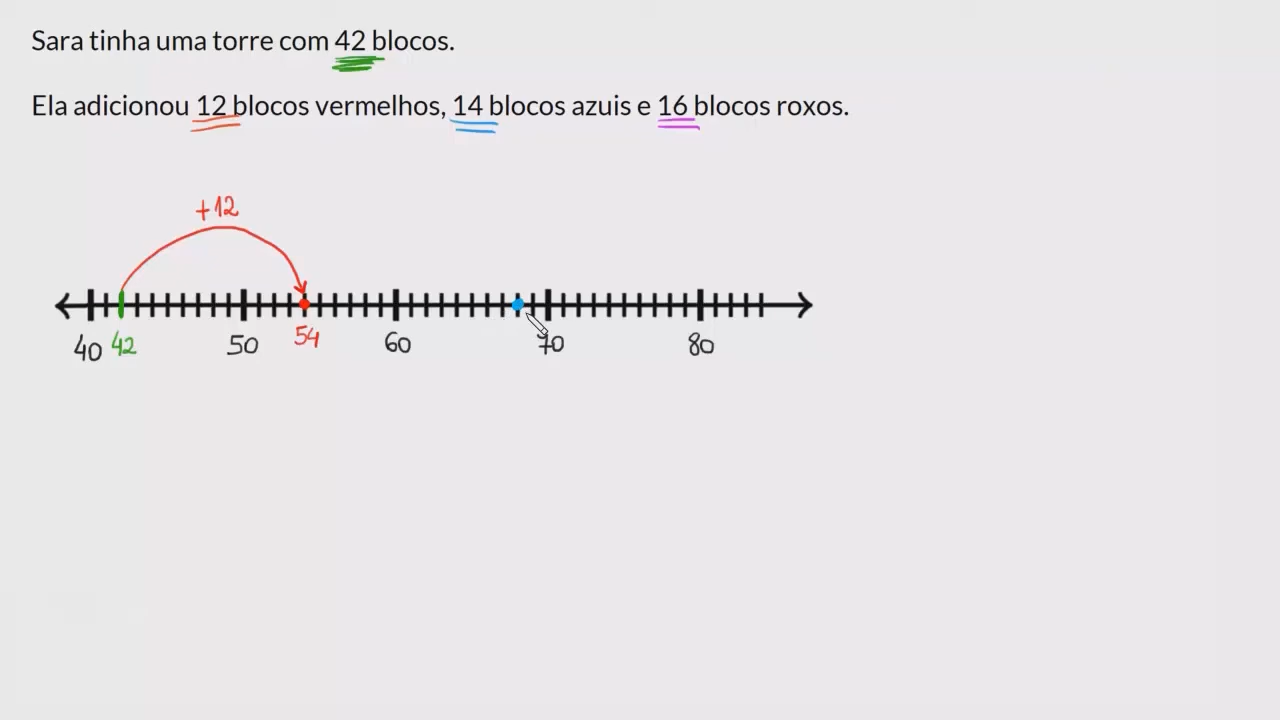 Sara tinha uma torre com 42 blocos.
Ela adicionou 12 blocos vermelhos, 14 blocos azuis e 16 blocos roxos.
+12
40 42 50 54 60 70 80